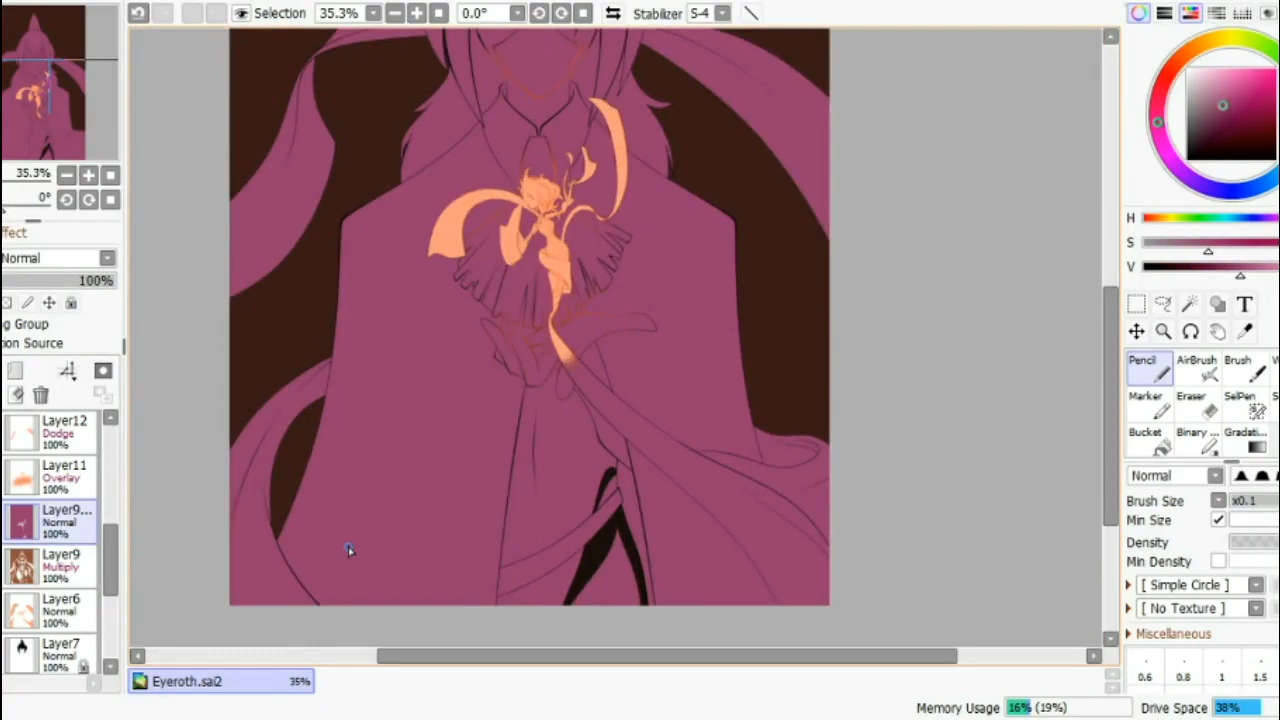 Selection 35.3% 0.0° Stabilizer S-4
35.3%
0°
ffect
Normal
100%
g Group
on Source
Layer12
Dodge
100%
Layer11
Overlay
100%
Layer9...
Normal
100%
Layer9
Multiply
100%
Layer6
Normal
100%
Layer7
Normal
100%
Eyeroth.sai2 35%
H
S
V
T
Pencil AirBrush Brush
Marker Eraser SelPen
Bucket Binary ... Gradati...
Normal
Brush Size x0.1
Min Size
Density
Min Density
[ Simple Circle ]
[ No Texture ]
Miscellaneous
0.6 0.8 1 1.5
Memory Usage 16% (19%) Drive Space 38%